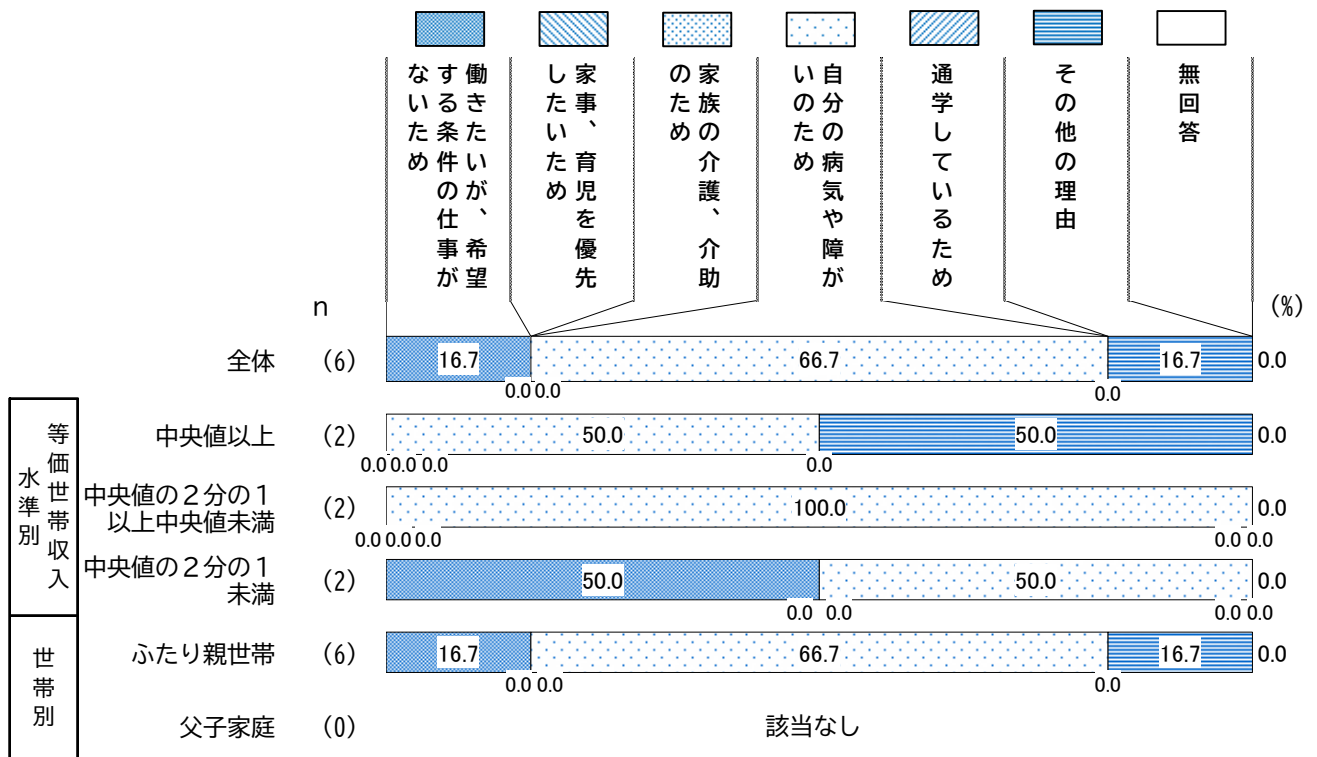 働きたいが、希望
する条件の仕事が
ないため
家事、育児を優先
したいため
家族の介護、介助
のため
自分の病気や障が
いのため
通学しているため
その他の理由
無回答
n
(%)
全体 (6) 16.7 66.7 16.7 0.0
0.0 0.0 0.0
等価世帯収入
水準別
中央値以上 (2) 50.0 50.0 0.0
0.0 0.0 0.0 0.0
中央値の2分の1
以上中央値未満 (2) 100.0 0.0
0.0 0.0 0.0 0.0 0.0
中央値の2分の1
未満 (2) 50.0 50.0 0.0
0.0 0.0 0.0 0.0
世帯別
ふたり親世帯 (6) 16.7 66.7 16.7 0.0
0.0 0.0 0.0
父子家庭 (0) 該当なし